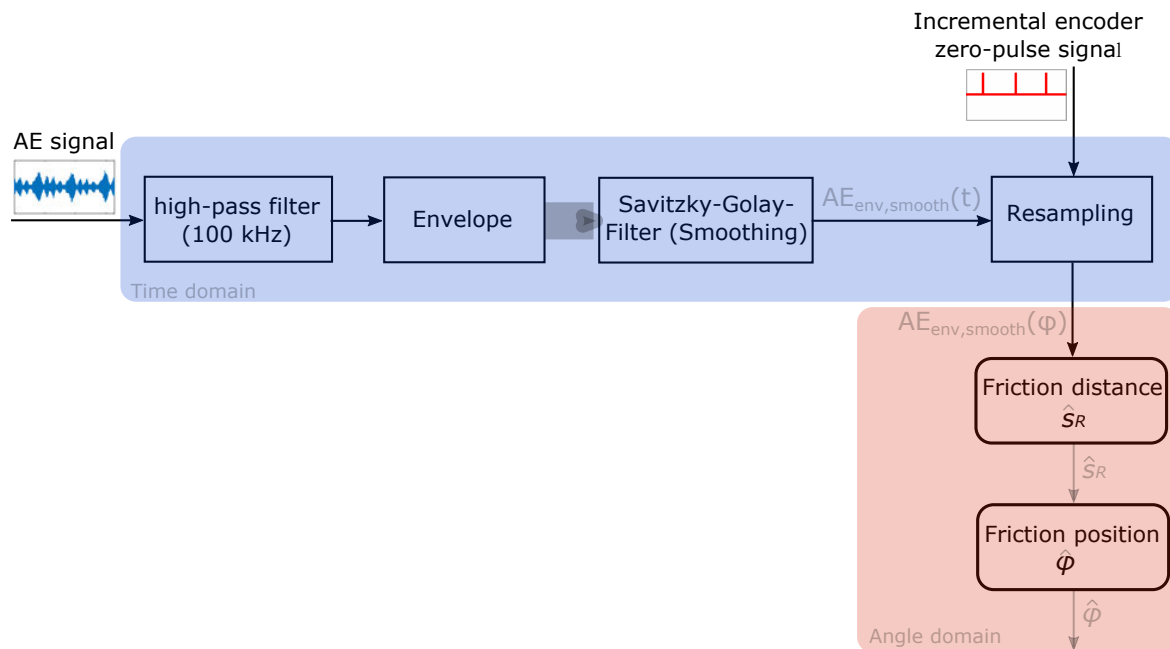 Incremental encoder
zero-pulse signal
AE signal
high-pass filter
(100 kHz)
Envelope
Savitzky-Golay-
Filter (Smoothing)
AEenv,smooth(t)
Resampling
Time domain
AEenv,smooth(φ)
Friction distance
ŝR
ŝR
Friction position
φ̂
φ̂
Angle domain